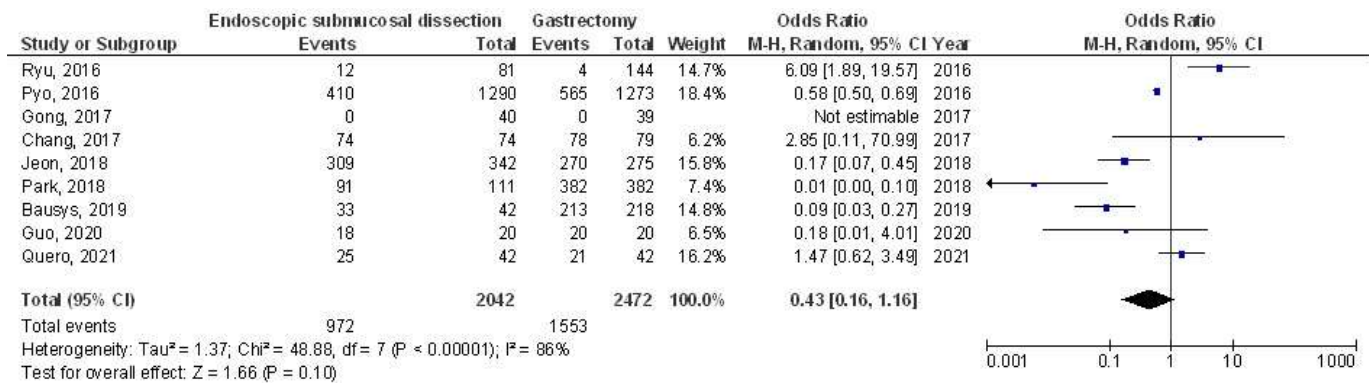 Endoscopic submucosal dissection Gastrectomy Odds Ratio Odds Ratio
Study or Subgroup Events Total Events Total Weight M-H, Random, 95% CI Year M-H, Random, 95% CI
Ryu, 2016 12 81 4 144 14.7% 6.09 [1.89, 19.57] 2016
Pyo, 2016 410 1290 565 1273 18.4% 0.58 [0.50, 0.69] 2016
Gong, 2017 0 40 0 39 Not estimable 2017
Chang, 2017 74 74 78 79 6.2% 2.85 [0.11, 70.99] 2017
Jeon, 2018 309 342 270 275 15.8% 0.17 [0.07, 0.45] 2018
Park, 2018 91 111 382 382 7.4% 0.01 [0.00, 0.10] 2018
Bausys, 2019 33 42 213 218 14.8% 0.09 [0.03, 0.27] 2019
Guo, 2020 18 20 20 20 6.5% 0.18 [0.01, 4.01] 2020
Quero, 2021 25 42 21 42 16.2% 1.47 [0.62, 3.49] 2021
Total (95% CI) 2042 2472 100.0% 0.43 [0.16, 1.16]
Total events 972 1553
Heterogeneity: Tau² = 1.37; Chi² = 48.88, df = 7 (P < 0.00001); I² = 86%
Test for overall effect: Z = 1.66 (P = 0.10)
0.001 0.1 1 10 1000